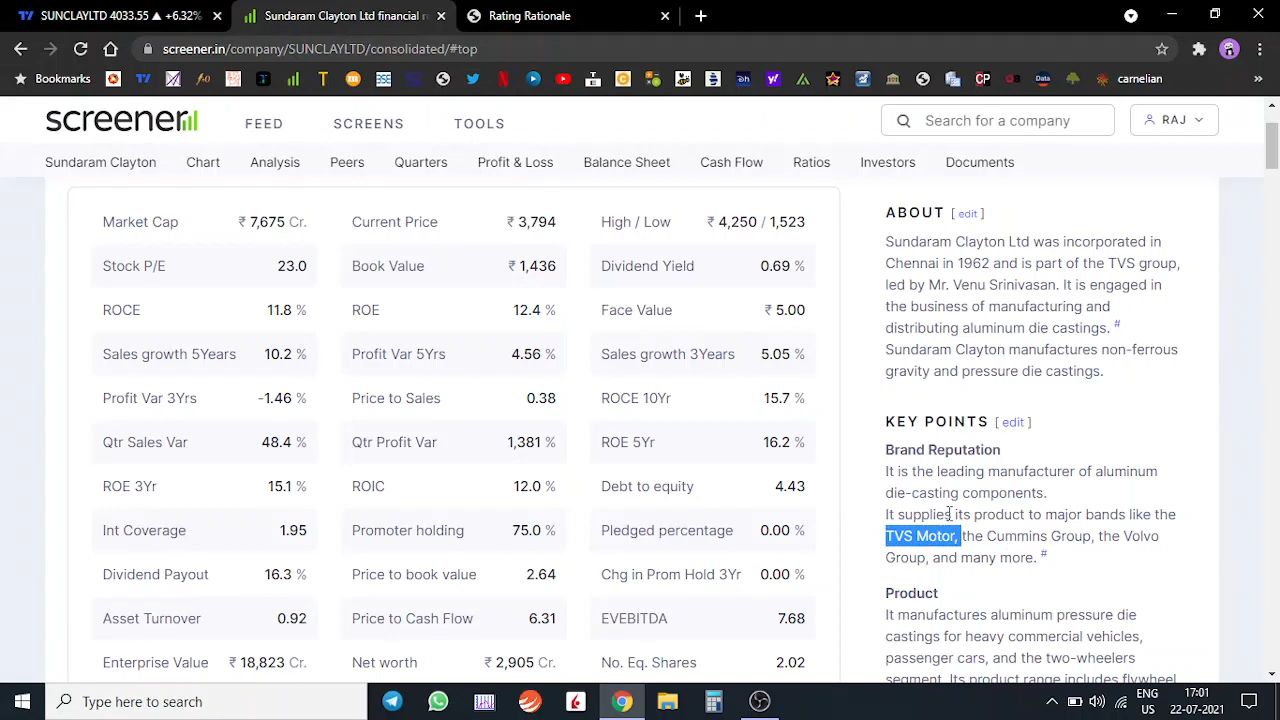 SUNCLAYLTD 4033.55 ▲ +6.32%
Sundaram Clayton Ltd financial r
Rating Rationale
screener.in/company/SUNCLAYLTD/consolidated/#top
Bookmarks
carnelian
screener
FEED
SCREENS
TOOLS
Search for a company
RAJ
Sundaram Clayton
Chart
Analysis
Peers
Quarters
Profit & Loss
Balance Sheet
Cash Flow
Ratios
Investors
Documents
Market Cap ₹ 7,675 Cr.
Current Price ₹ 3,794
High / Low ₹ 4,250 / 1,523
Stock P/E 23.0
Book Value ₹ 1,436
Dividend Yield 0.69 %
ROCE 11.8 %
ROE 12.4 %
Face Value ₹ 5.00
Sales growth 5Years 10.2 %
Profit Var 5Yrs 4.56 %
Sales growth 3Years 5.05 %
Profit Var 3Yrs -1.46 %
Price to Sales 0.38
ROCE 10Yr 15.7 %
Qtr Sales Var 48.4 %
Qtr Profit Var 1,381 %
ROE 5Yr 16.2 %
ROE 3Yr 15.1 %
ROIC 12.0 %
Debt to equity 4.43
Int Coverage 1.95
Promoter holding 75.0 %
Pledged percentage 0.00 %
Dividend Payout 16.3 %
Price to book value 2.64
Chg in Prom Hold 3Yr 0.00 %
Asset Turnover 0.92
Price to Cash Flow 6.31
EVEBITDA 7.68
Enterprise Value ₹ 18,823 Cr.
Net worth ₹ 2,905 Cr.
No. Eq. Shares 2.02
ABOUT [ edit ]
Sundaram Clayton Ltd was incorporated in
Chennai in 1962 and is part of the TVS group,
led by Mr. Venu Srinivasan. It is engaged in
the business of manufacturing and
distributing aluminum die castings. #
Sundaram Clayton manufactures non-ferrous
gravity and pressure die castings.
KEY POINTS [ edit ]
Brand Reputation
It is the leading manufacturer of aluminum
die-casting components.
It supplies its product to major bands like the
TVS Motor, the Cummins Group, the Volvo
Group, and many more. #
Product
It manufactures aluminum pressure die
castings for heavy commercial vehicles,
passenger cars, and the two-wheelers
segment. Its product range includes flywheel
Type here to search
ENG
17:01
22-07-2021